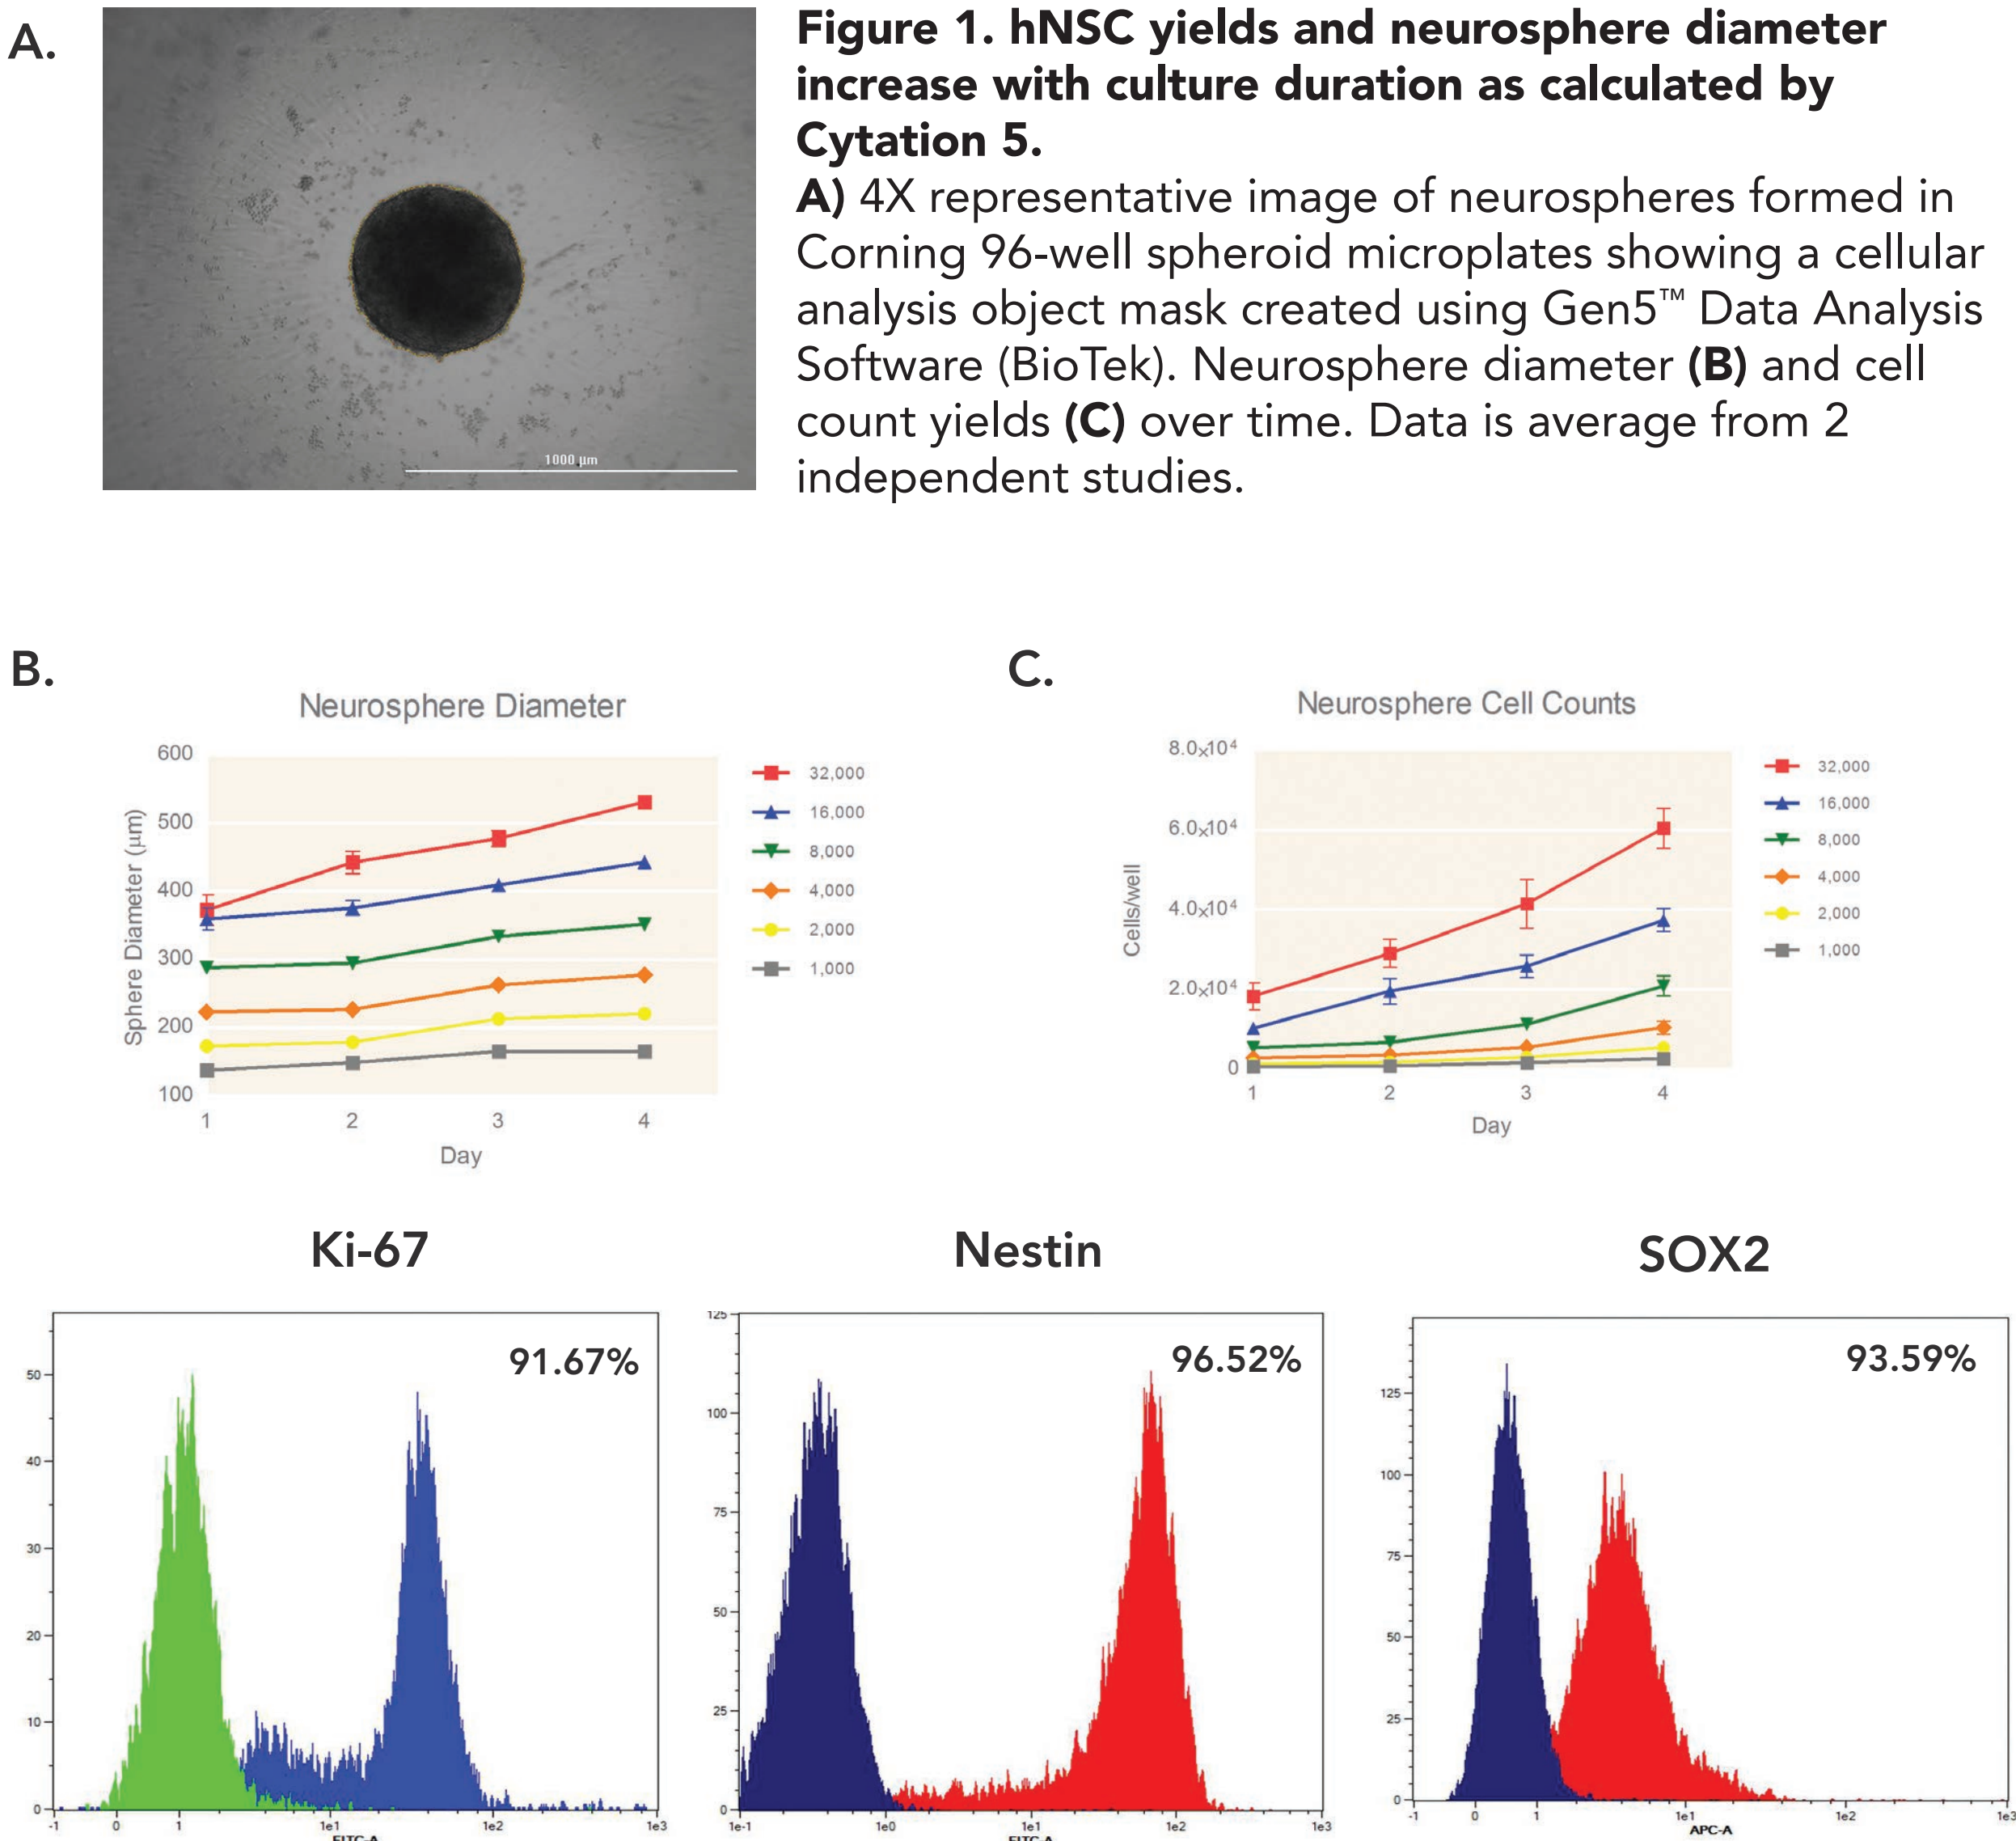 A.
Figure 1. hNSC yields and neurosphere diameter
increase with culture duration as calculated by
Cytation 5.
A) 4X representative image of neurospheres formed in
Corning 96-well spheroid microplates showing a cellular
analysis object mask created using Gen5™ Data Analysis
Software (BioTek). Neurosphere diameter (B) and cell
count yields (C) over time. Data is average from 2
independent studies.
1000 µm
B.
Neurosphere Diameter
Sphere Diameter (µm)
600
500
400
300
200
100
1 2 3 4
Day
32,000
16,000
8,000
4,000
2,000
1,000
C.
Neurosphere Cell Counts
Cells/well
8.0x10⁴
6.0x10⁴
4.0x10⁴
2.0x10⁴
0
1 2 3 4
Day
32,000
16,000
8,000
4,000
2,000
1,000
Ki-67
91.67%
50
40
30
20
10
0
-1 0 1 1e1 1e2 1e3
FITC-A
Nestin
96.52%
125
100
75
50
25
0
1e-1 1e0 1e1 1e2 1e3
FITC-A
SOX2
93.59%
125
100
75
50
25
0
-1 0 1 1e1 1e2 1e3
APC-A